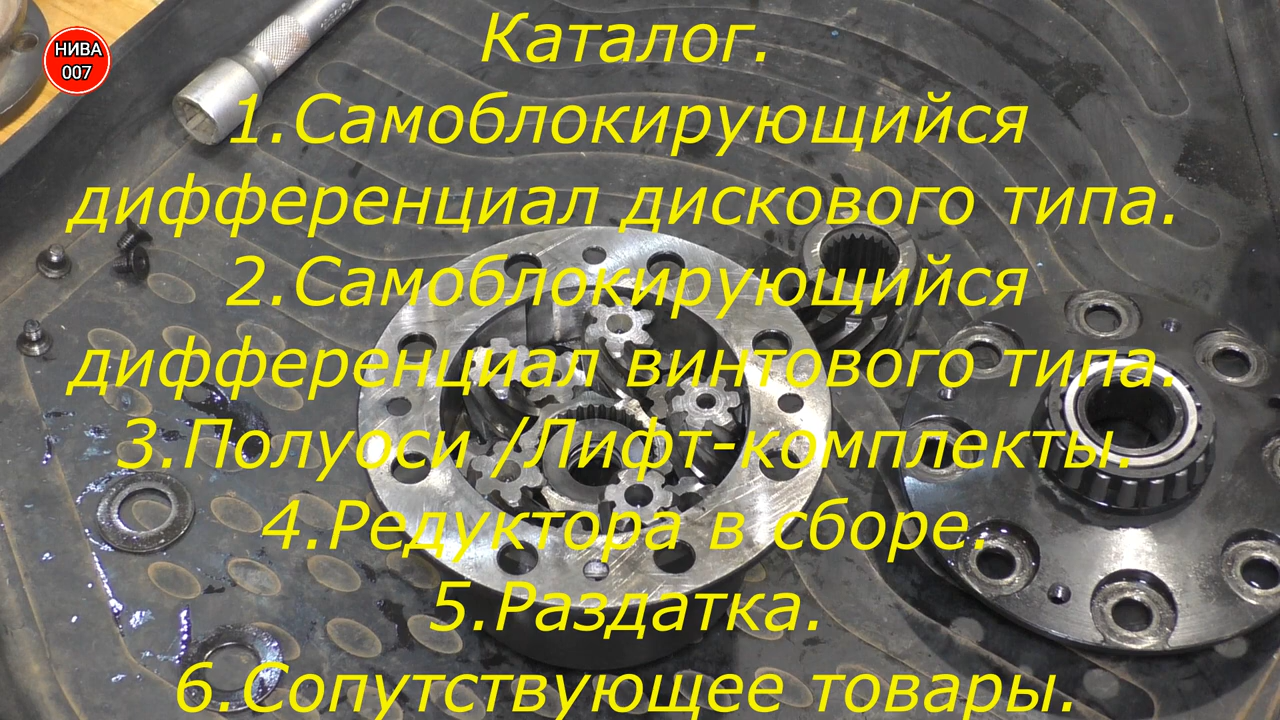 НИВА
007
Каталог.
1.Самоблокирующийся
дифференциал дискового типа.
2.Самоблокирующийся
дифференциал винтового типа.
3.Полуоси /Лифт-комплекты.
4.Редуктора в сборе.
5.Раздатка.
6.Сопутствующее товары.